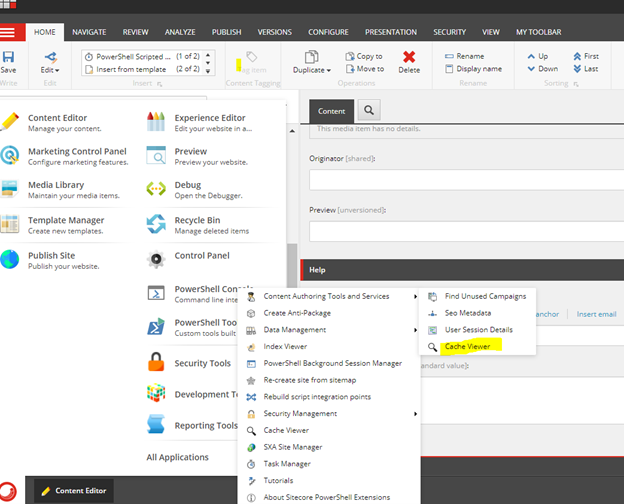 HOME NAVIGATE REVIEW ANALYZE PUBLISH VERSIONS CONFIGURE PRESENTATION SECURITY VIEW MY TOOLBAR
Save
Edit
PowerShell Scripted ... (1 of 2)
Insert from template (2 of 2)
Tag item
Duplicate
Copy to
Move to
Delete
Rename
Display name
Up
Down
First
Last
Write
Edit
Insert
Content Tagging
Operations
Rename
Sorting
Content Editor
Manage your content.
Marketing Control Panel
Configure marketing features.
Media Library
Maintain your media items.
Template Manager
Create new templates.
Publish Site
Publish your website.
Experience Editor
Edit your website in a...
Preview
Preview your website.
Debug
Open the Debugger.
Recycle Bin
Manage deleted items
Control Panel
PowerShell Console
Command line inte
PowerShell Too
Custom tools built
Security Tools
Development To
Reporting Tools
All Applications
Content
This media item has no details.
Originator [shared]:
Preview [unversioned]:
Help
anchor
Insert email
standard value]:
Content Authoring Tools and Services
Create Anti-Package
Data Management
Index Viewer
PowerShell Background Session Manager
Re-create site from sitemap
Rebuild script integration points
Security Management
Cache Viewer
SXA Site Manager
Task Manager
Tutorials
About Sitecore PowerShell Extensions
Find Unused Campaigns
Seo Metadata
User Session Details
Cache Viewer
Content Editor